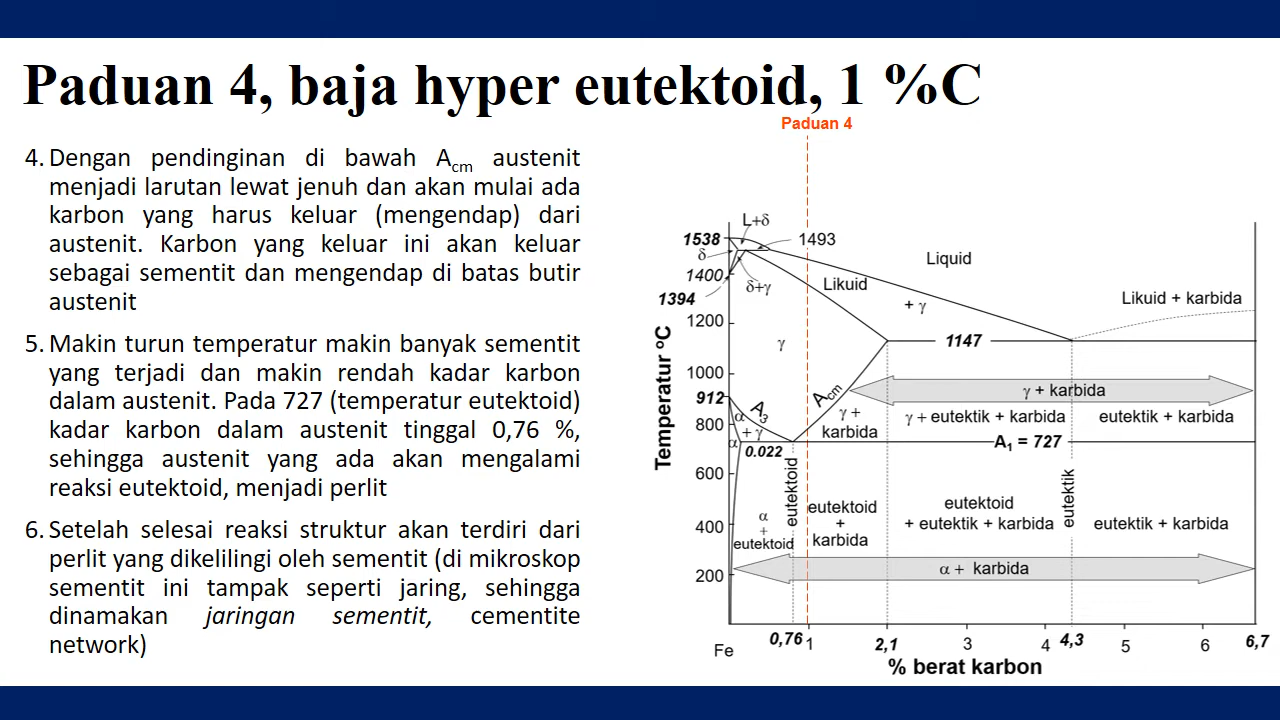 Paduan 4, baja hyper eutektoid, 1 %C
4. Dengan pendinginan di bawah Acm austenit
menjadi larutan lewat jenuh dan akan mulai ada
karbon yang harus keluar (mengendap) dari
austenit. Karbon yang keluar ini akan keluar
sebagai sementit dan mengendap di batas butir
austenit
5. Makin turun temperatur makin banyak sementit
yang terjadi dan makin rendah kadar karbon
dalam austenit. Pada 727 (temperatur eutektoid)
kadar karbon dalam austenit tinggal 0,76 %,
sehingga austenit yang ada akan mengalami
reaksi eutektoid, menjadi perlit
6. Setelah selesai reaksi struktur akan terdiri dari
perlit yang dikelilingi oleh sementit (di mikroskop
sementit ini tampak seperti jaring, sehingga
dinamakan jaringan sementit, cementite
network)
Paduan 4
L+δ
1538
1493
δ
Liquid
1400
δ+γ
Likuid
+ γ
1394
Likuid + karbida
1200
Temperatur ºC
γ
1147
1000
912
Acm
γ + karbida
A3
α
+ γ
γ +
karbida
γ + eutektik + karbida
eutektik + karbida
800
α
0.022
A1 = 727
600
eutektoid
eutektik
eutektoid
+
karbida
eutektoid
+ eutektik + karbida
eutektik + karbida
α
+
eutektoid
400
α + karbida
200
Fe
0,76
1
2,1
3
4
4,3
5
6
6,7
% berat karbon